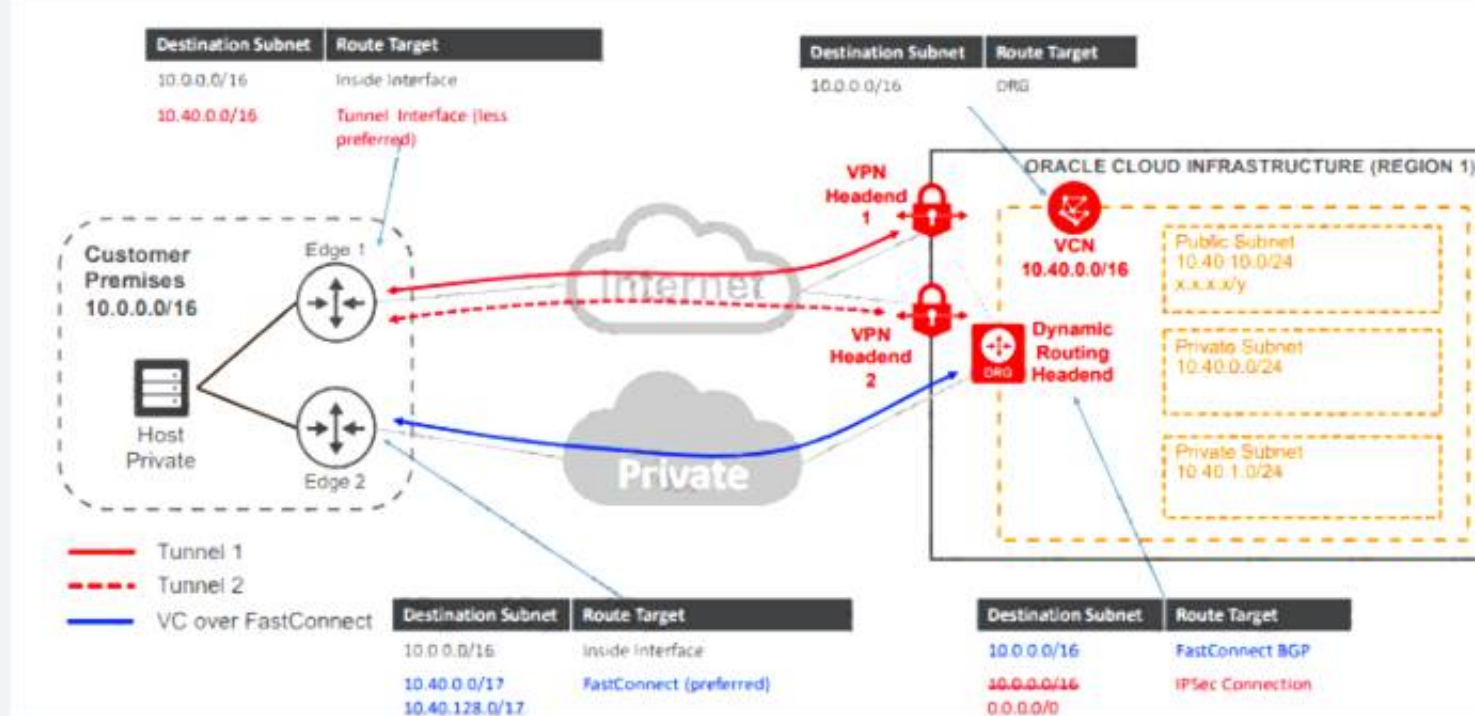 Destination Subnet Route Target
10.0.0.0/16 Inside Interface
10.40.0.0/16 Tunnel Interface (less
preferred)
Destination Subnet Route Target
10.0.0.0/16 DRG
ORACLE CLOUD INFRASTRUCTURE (REGION 1)
VPN
Headend
1
VCN
10.40.0.0/16
Public Subnet
10.40.10.0/24
x.x.x.x/y
Customer
Premises
10.0.0.0/16
Edge 1
Internet
VPN
Headend
2
DRG
Dynamic
Routing
Headend
Private Subnet
10.40.0.0/24
Host
Private
Edge 2
Private
Private Subnet
10.40.1.0/24
Tunnel 1
Tunnel 2
VC over FastConnect
Destination Subnet Route Target
10.0.0.0/16 Inside Interface
10.40.0.0/17 FastConnect (preferred)
10.40.128.0/17
Destination Subnet Route Target
10.0.0.0/16 FastConnect BGP
10.0.0.0/16 IPSec Connection
0.0.0.0/0